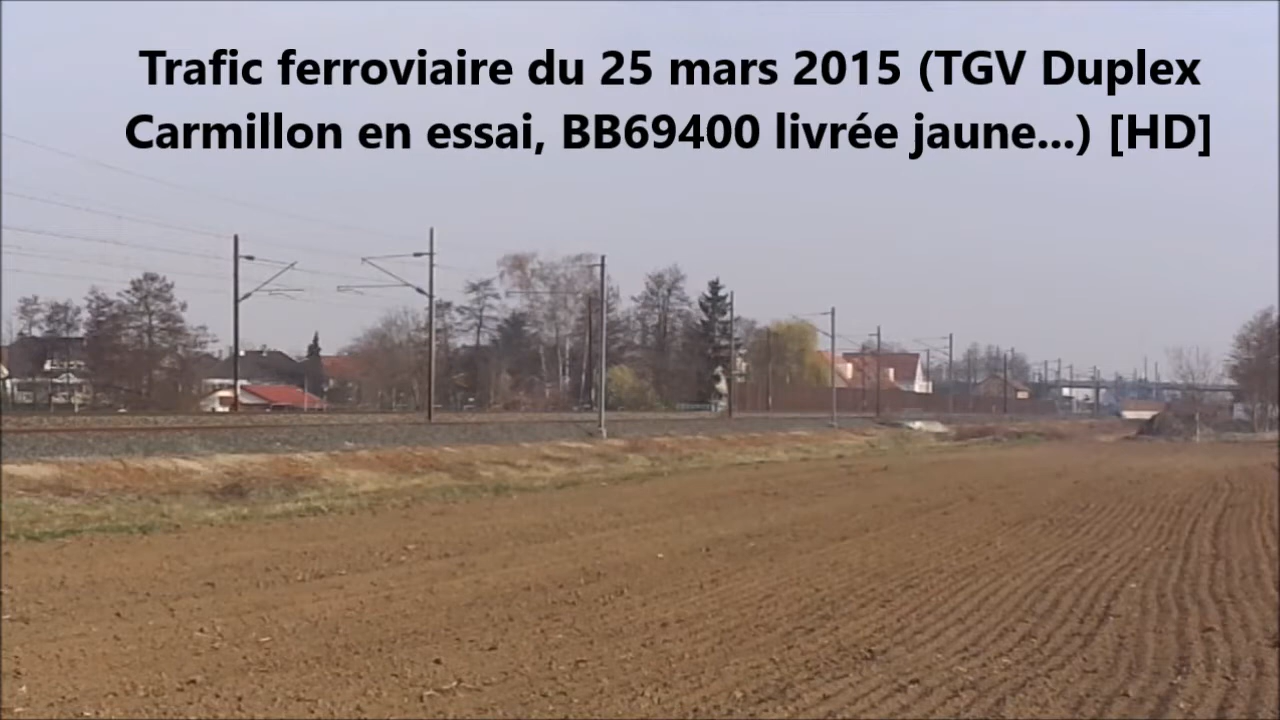 Trafic ferroviaire du 25 mars 2015 (TGV Duplex
Carmillon en essai, BB69400 livrée jaune...) [HD]